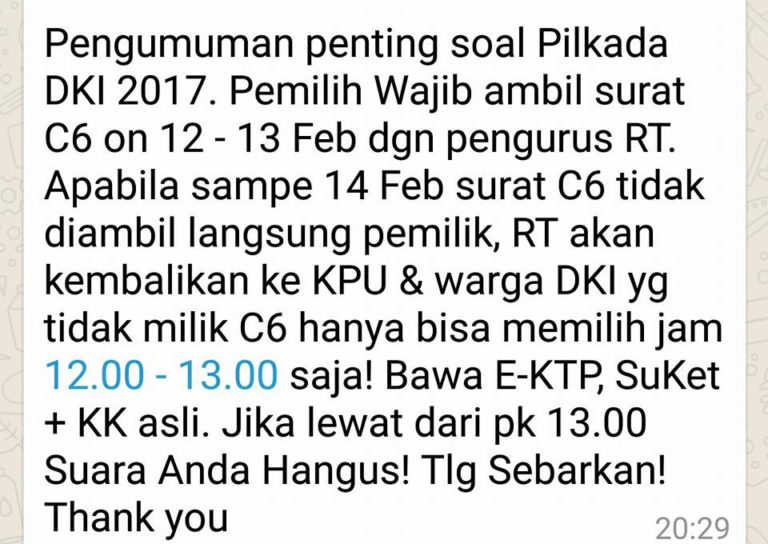 Pengumuman penting soal Pilkada
DKI 2017. Pemilih Wajib ambil surat
C6 on 12 - 13 Feb dgn pengurus RT.
Apabila sampe 14 Feb surat C6 tidak
diambil langsung pemilik, RT akan
kembalikan ke KPU & warga DKI yg
tidak milik C6 hanya bisa memilih jam
12.00 - 13.00 saja! Bawa E-KTP, SuKet
+ KK asli. Jika lewat dari pk 13.00
Suara Anda Hangus! Tlg Sebarkan!
Thank you
20:29